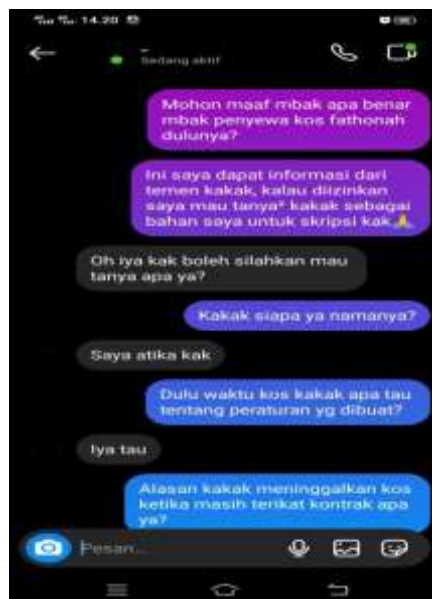 14.20
Sedang aktif
Mohon maaf mbak apa benar
mbak penyewa kos fathonah
dulunya?
Ini saya dapat informasi dari
temen kakak, kalau diizinkan
saya mau tanya² kakak sebagai
bahan saya untuk skripsi kak🙏
Oh iya kak boleh silahkan mau
tanya apa ya?
Kakak siapa ya namanya?
Saya atika kak
Dulu waktu kos kakak apa tau
tentang peraturan yg dibuat?
Iya tau
Alasan kakak meninggalkan kos
ketika masih terikat kontrak apa
ya?
Pesan...